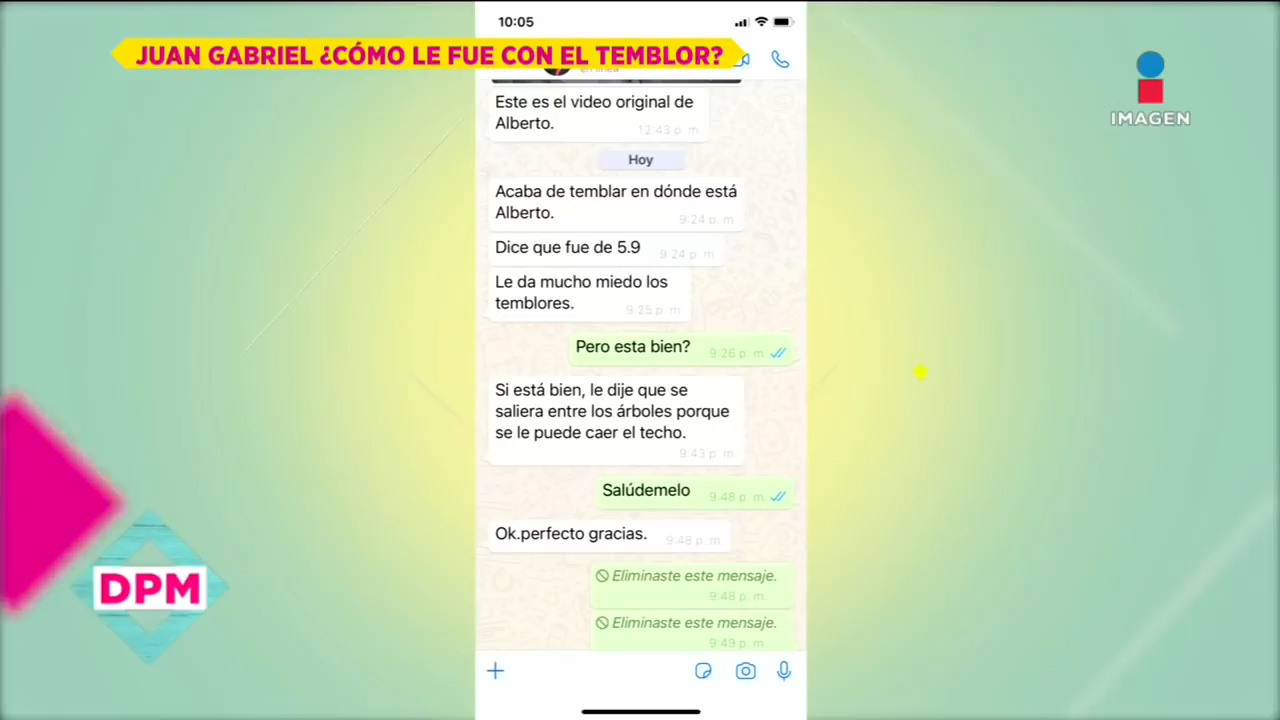 10:05
JUAN GABRIEL ¿CÓMO LE FUE CON EL TEMBLOR?
IMAGEN
Este es el video original de
Alberto.
12:43 p. m.
Hoy
Acaba de temblar en dónde está
Alberto.
9:24 p. m.
Dice que fue de 5.9
9:24 p. m.
Le da mucho miedo los
temblores.
9:25 p. m.
Pero esta bien?
9:26 p. m.
Si está bien, le dije que se
saliera entre los árboles porque
se le puede caer el techo.
9:43 p. m.
Salúdemelo
9:48 p. m.
Ok.perfecto gracias.
9:48 p. m.
Eliminaste este mensaje.
9:48 p. m.
Eliminaste este mensaje.
9:49 p. m.
DPM